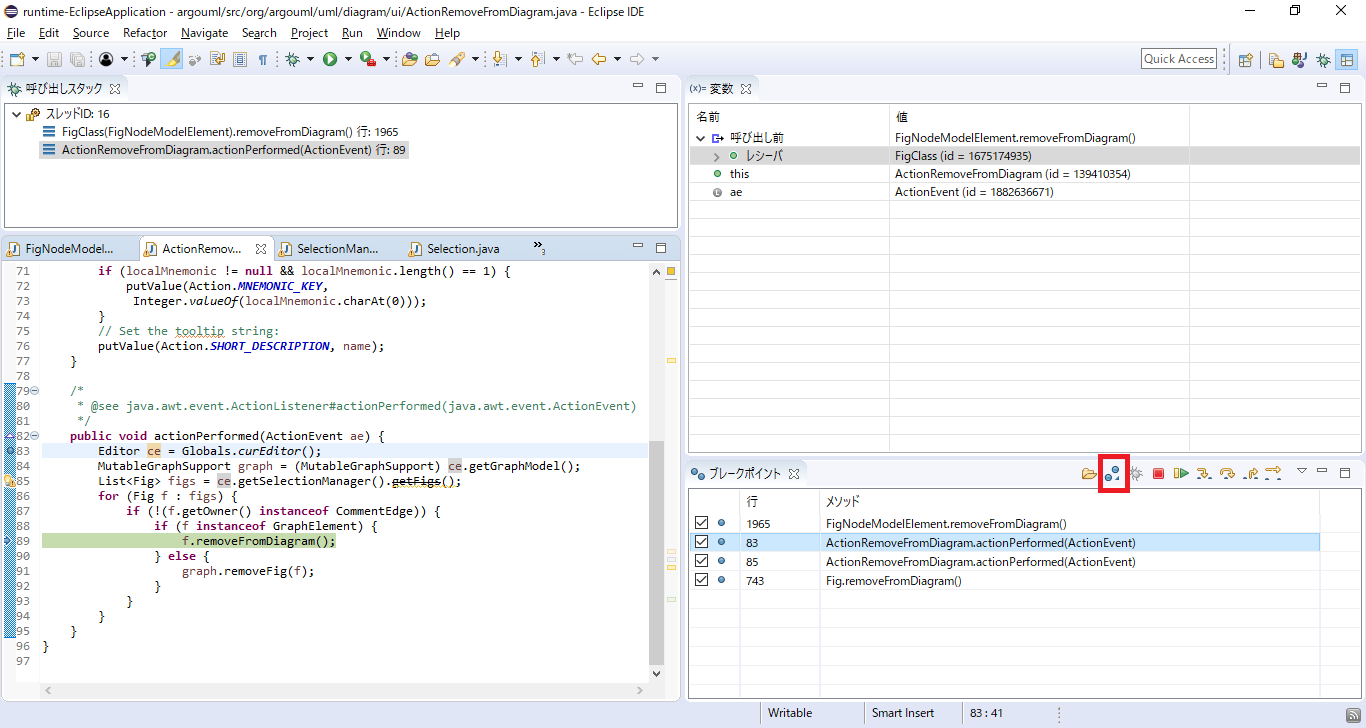 runtime-EclipseApplication - argouml/src/org/argouml/uml/diagram/ui/ActionRemoveFromDiagram.java - Eclipse IDE
File Edit Source Refactor Navigate Search Project Run Window Help
Quick Access
呼び出しスタック
スレッドID: 16
FigClass(FigNodeModelElement).removeFromDiagram() 行: 1965
ActionRemoveFromDiagram.actionPerformed(ActionEvent) 行: 89
(x)= 変数
名前 値
呼び出し前 FigNodeModelElement.removeFromDiagram()
レシーバ FigClass (id = 1675174935)
this ActionRemoveFromDiagram (id = 139410354)
ae ActionEvent (id = 1882636671)
FigNodeModel... ActionRemov... SelectionMan... Selection.java »3
71 if (localMnemonic != null && localMnemonic.length() == 1) {
72 putValue(Action.MNEMONIC_KEY,
73 Integer.valueOf(localMnemonic.charAt(0)));
74 }
75 // Set the tooltip string:
76 putValue(Action.SHORT_DESCRIPTION, name);
77 }
78
79 /*
80 * @see java.awt.event.ActionListener#actionPerformed(java.awt.event.ActionEvent)
81 */
82 public void actionPerformed(ActionEvent ae) {
83 Editor ce = Globals.curEditor();
84 MutableGraphSupport graph = (MutableGraphSupport) ce.getGraphModel();
85 List<Fig> figs = ce.getSelectionManager().getFigs();
86 for (Fig f : figs) {
87 if (!(f.getOwner() instanceof CommentEdge)) {
88 if (f instanceof GraphElement) {
89 f.removeFromDiagram();
90 } else {
91 graph.removeFig(f);
92 }
93 }
94 }
95 }
96 }
97
ブレークポイント
行 メソッド
1965 FigNodeModelElement.removeFromDiagram()
83 ActionRemoveFromDiagram.actionPerformed(ActionEvent)
85 ActionRemoveFromDiagram.actionPerformed(ActionEvent)
743 Fig.removeFromDiagram()
Writable Smart Insert 83 : 41